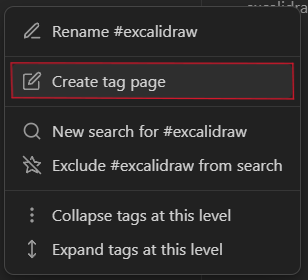 excalidraw
Rename #excalidraw
Create tag page
New search for #excalidraw
Exclude #excalidraw from search
Collapse tags at this level
Expand tags at this level